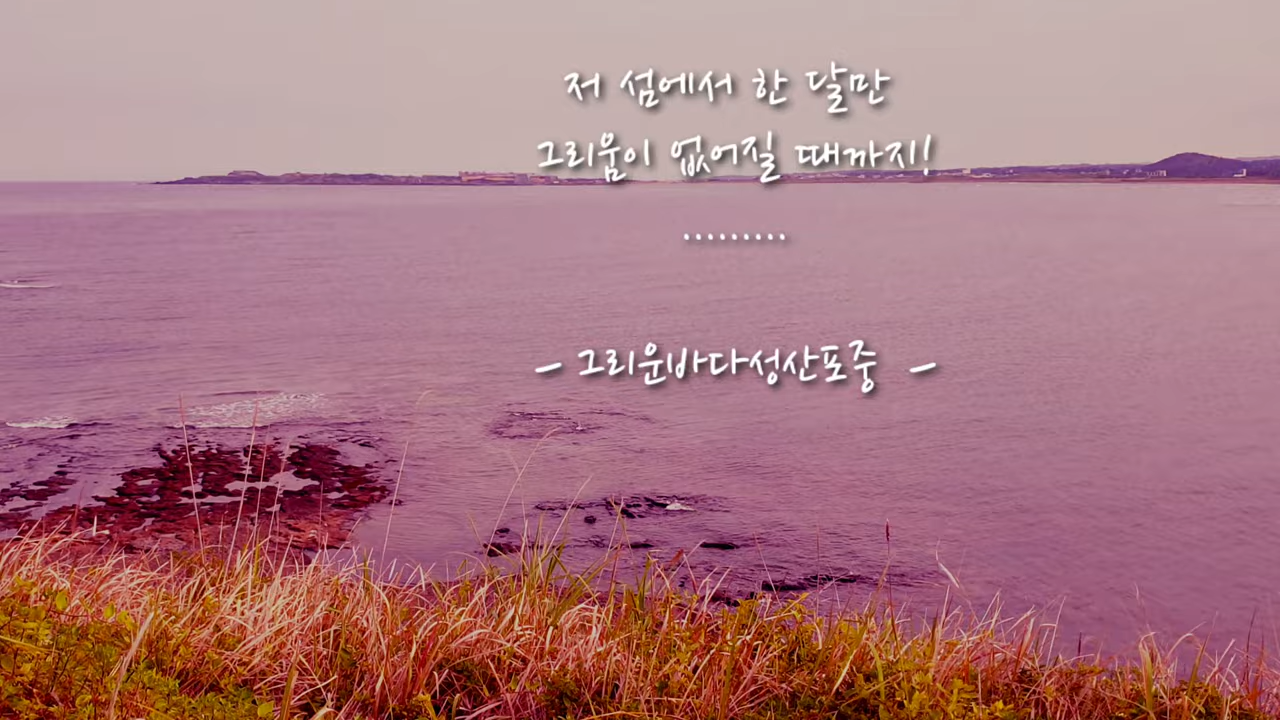 저 섬에서 한 달만
그리움이 없어질 때까지!
.........
- 그리운바다성산포중 -